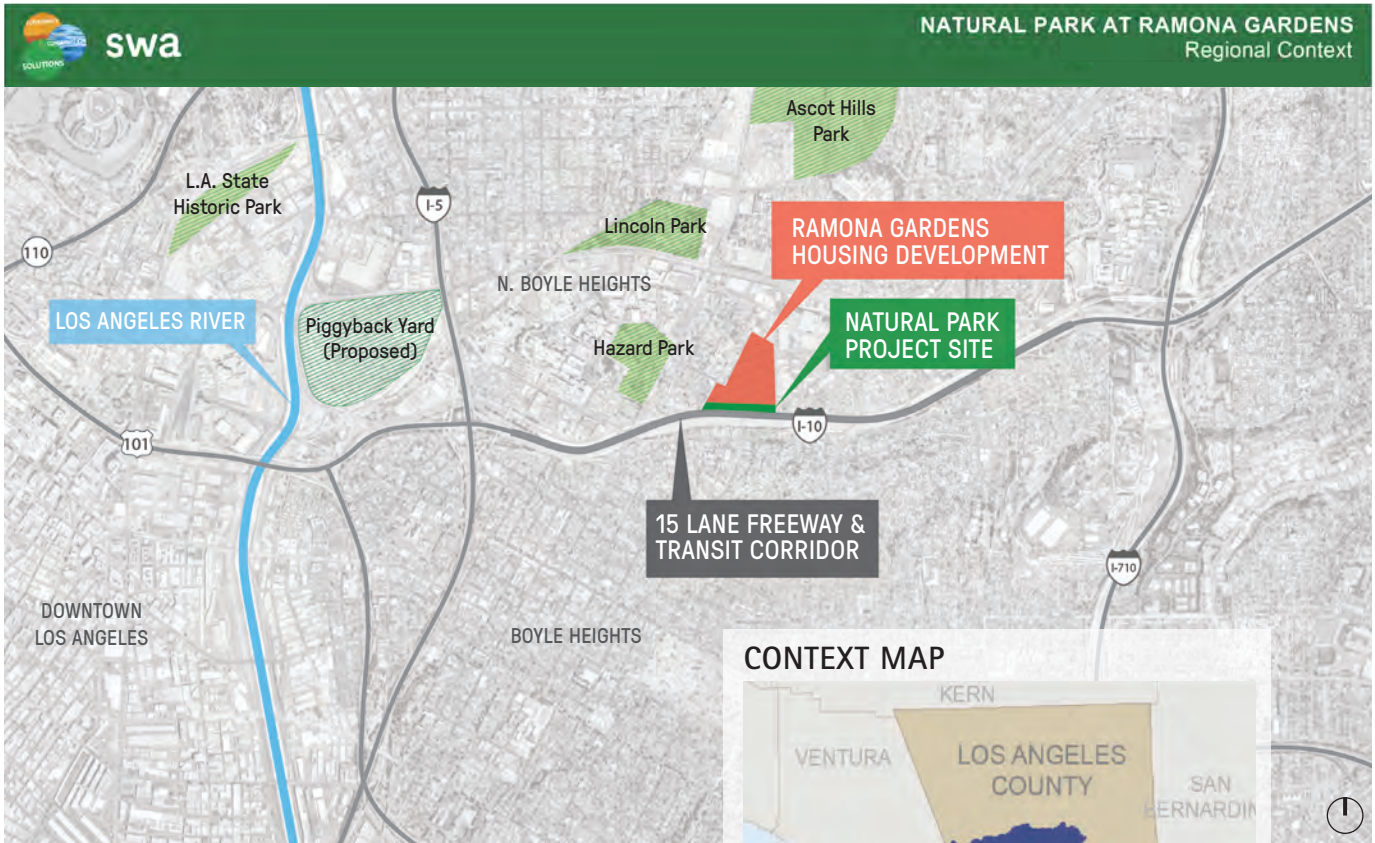 SOLUTIONS
swa
NATURAL PARK AT RAMONA GARDENS
Regional Context
Ascot Hills
Park
L.A. State
Historic Park
I-5
Lincoln Park
RAMONA GARDENS
HOUSING DEVELOPMENT
110
N. BOYLE HEIGHTS
LOS ANGELES RIVER
Piggyback Yard
(Proposed)
NATURAL PARK
PROJECT SITE
Hazard Park
I-10
101
15 LANE FREEWAY &
TRANSIT CORRIDOR
I-710
DOWNTOWN
LOS ANGELES
BOYLE HEIGHTS
CONTEXT MAP
KERN
VENTURA
LOS ANGELES
COUNTY
SAN
BERNARDIN